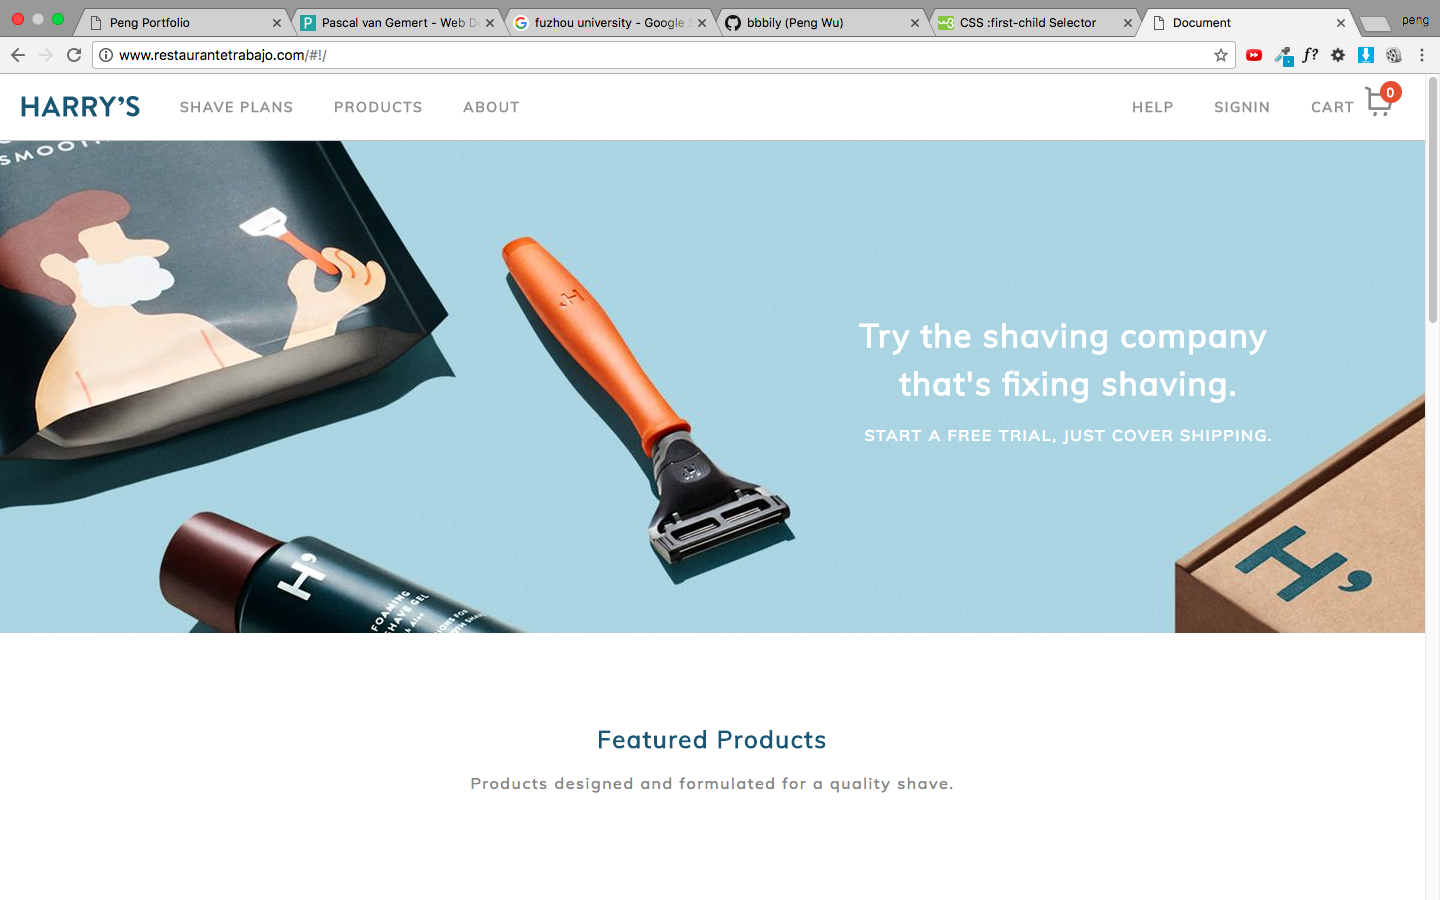 Peng Portfolio
Pascal van Gemert - Web De
fuzhou university - Google S
bbbily (Peng Wu)
CSS :first-child Selector
Document
peng
www.restaurantetrabajo.com/#!/
f?
HARRY'S
SHAVE PLANS
PRODUCTS
ABOUT
HELP
SIGNIN
CART
0
SMOOTH
H
Try the shaving company
that's fixing shaving.
START A FREE TRIAL, JUST COVER SHIPPING.
H'
H'
FOAMING
SHAVE GEL
Featured Products
Products designed and formulated for a quality shave.